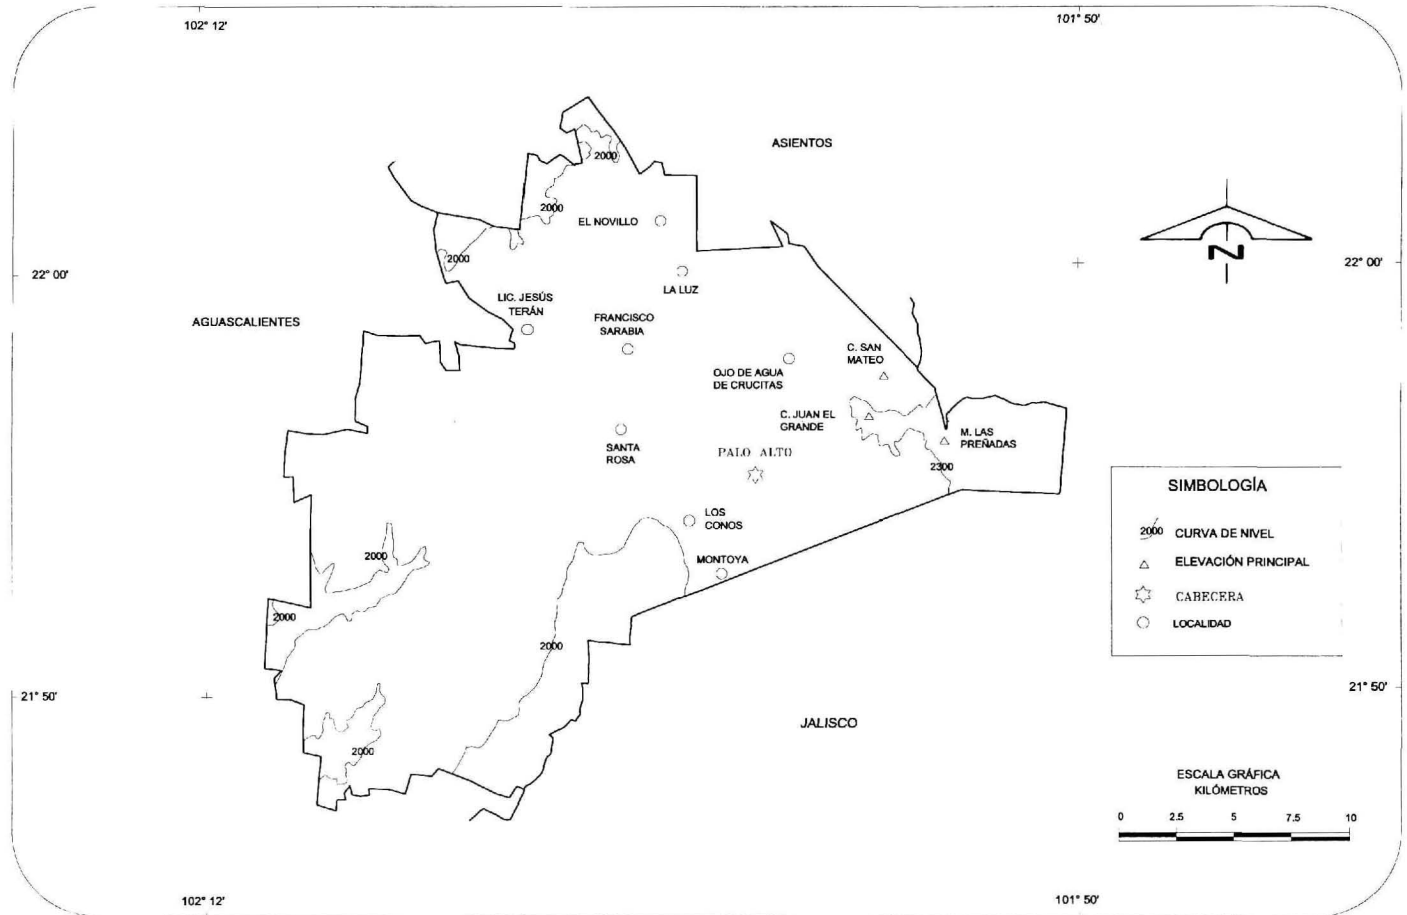 102° 12'
101° 50'
ASIENTOS
2000
2000
EL NOVILLO
2000
22° 00'
22° 00'
LA LUZ
LIC. JESÚS
TERÁN
FRANCISCO
SARABIA
AGUASCALIENTES
C. SAN
MATEO
OJO DE AGUA
DE CRUCITAS
C. JUAN EL
GRANDE
M. LAS
PREÑADAS
SANTA
ROSA
PALO ALTO
2300
LOS
CONOS
MONTOYA
2000
2000
2000
2000
SIMBOLOGÍA
2000 CURVA DE NIVEL
ELEVACIÓN PRINCIPAL
CABECERA
LOCALIDAD
N
21° 50'
21° 50'
JALISCO
ESCALA GRÁFICA
KILÓMETROS
0 2.5 5 7.5 10
102° 12'
101° 50'